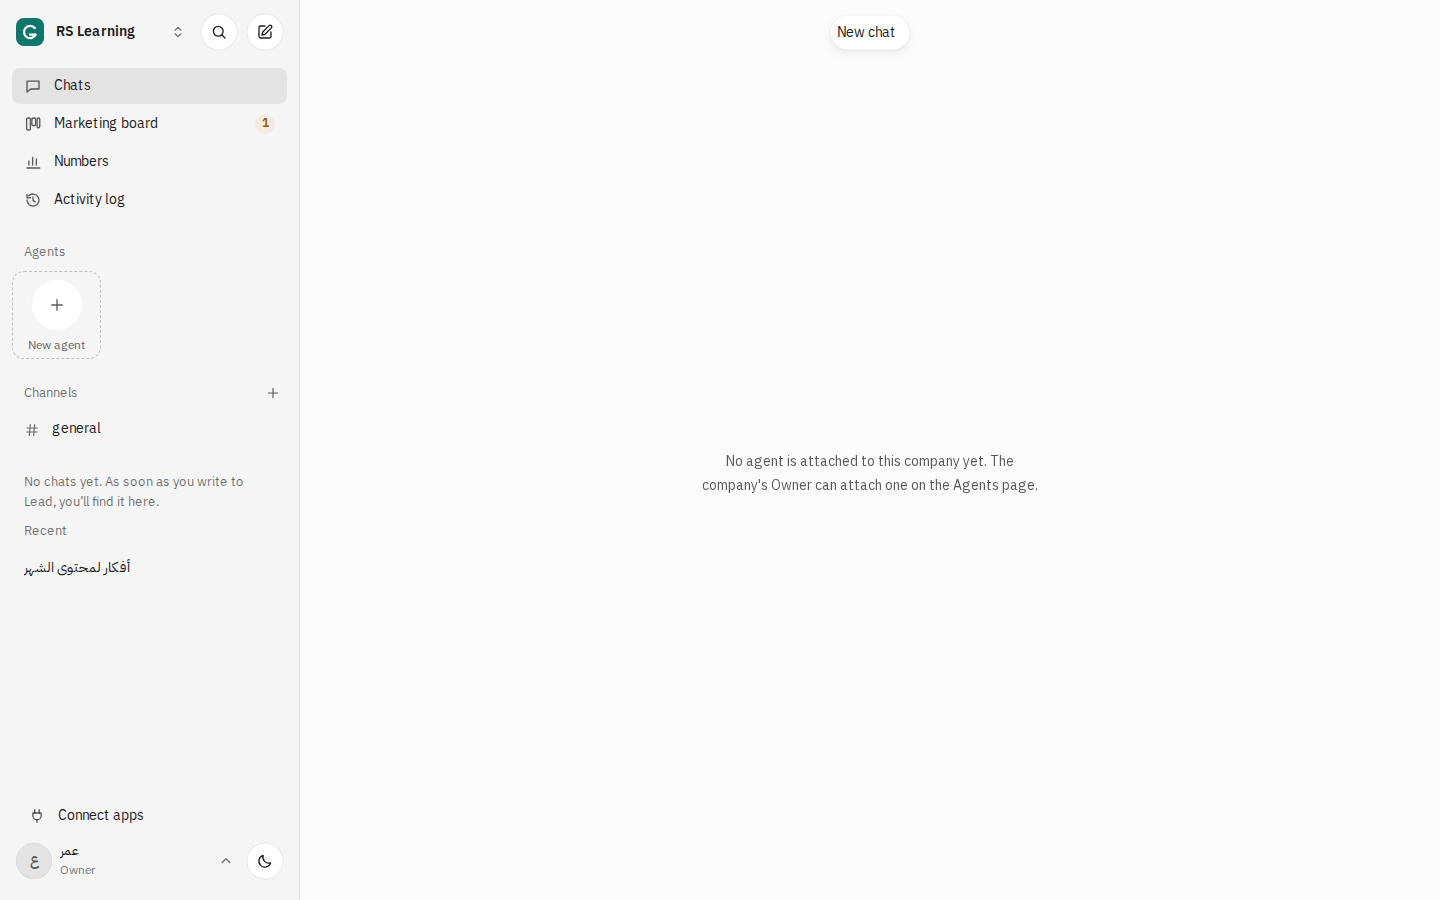 RS Learning
New chat
Chats
Marketing board
1
Numbers
Activity log
Agents
New agent
Channels
general
No chats yet. As soon as you write to
Lead, you'll find it here.
Recent
أفكار لمحتوى الشهر
No agent is attached to this company yet. The
company's Owner can attach one on the Agents page.
Connect apps
ع
عمر
Owner